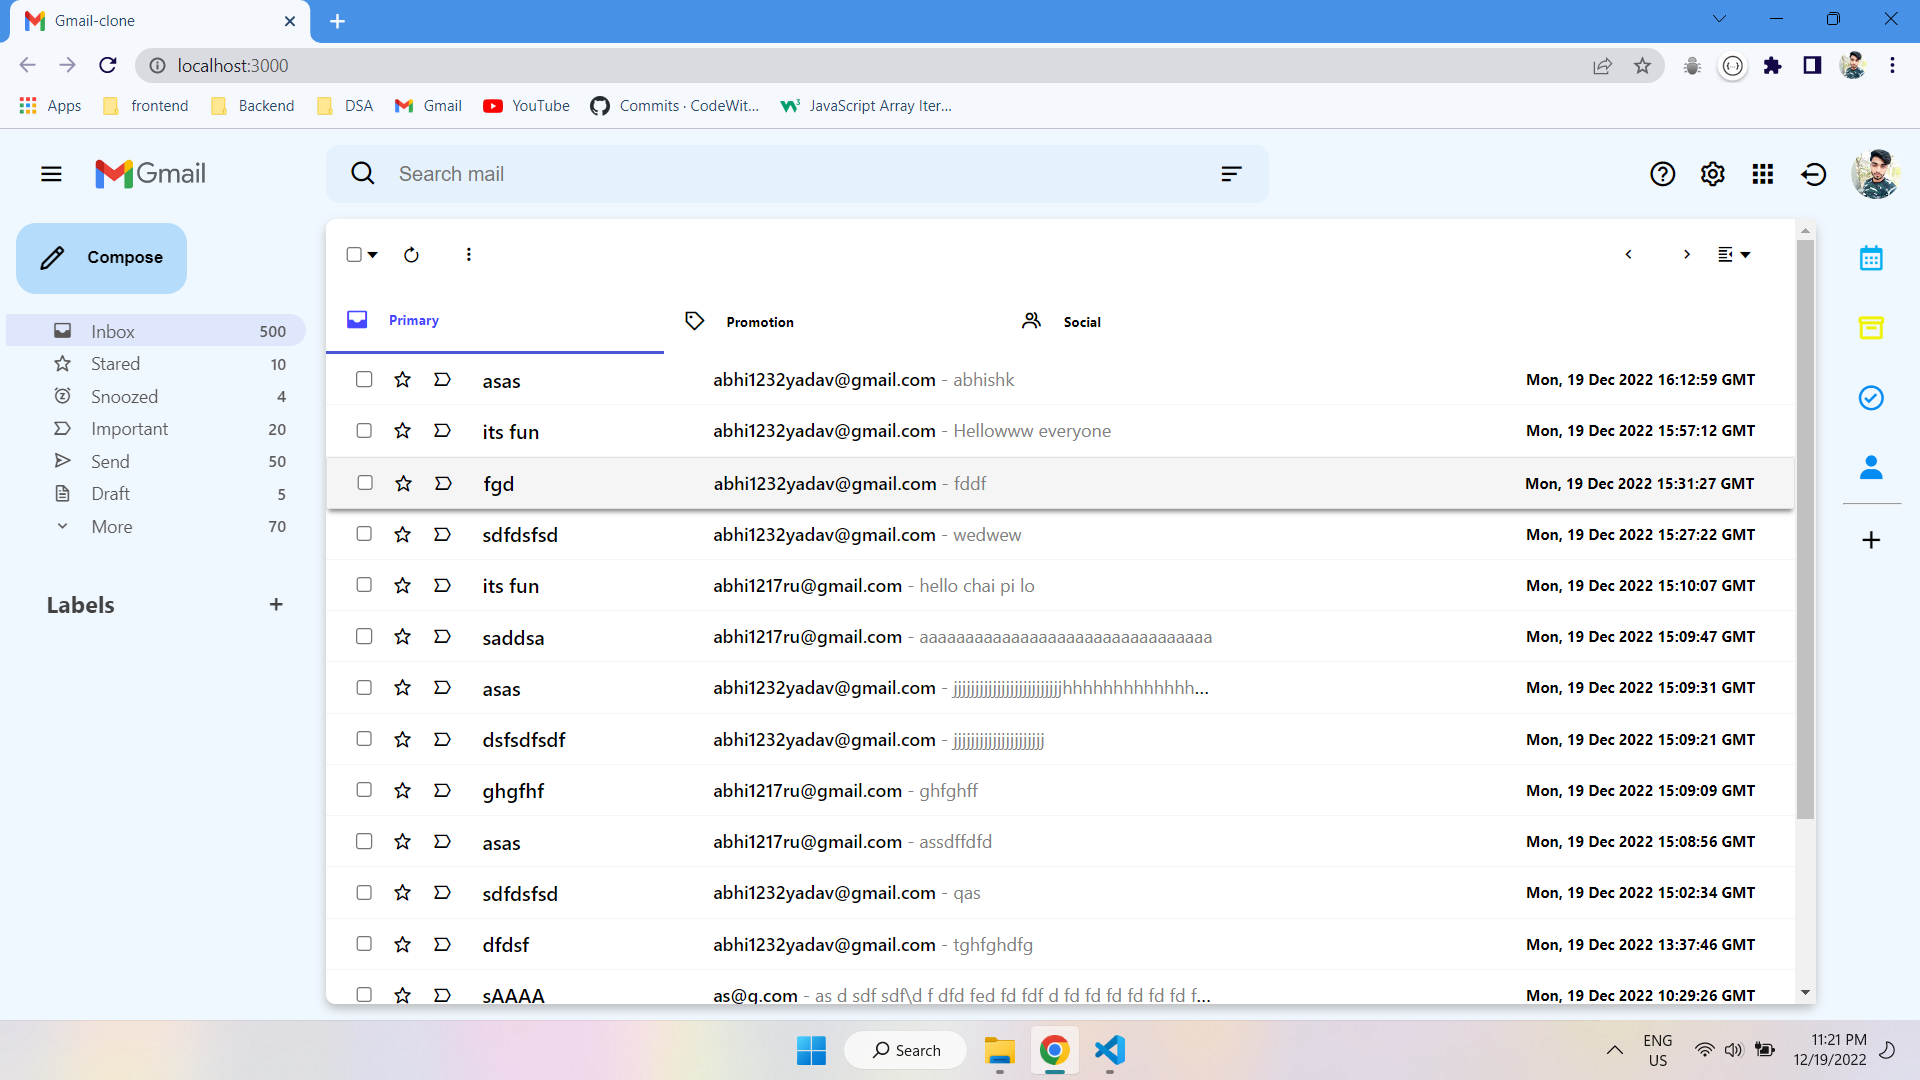 Gmail-clone
localhost:3000
Apps frontend Backend DSA Gmail YouTube Commits · CodeWit... JavaScript Array Iter...
Gmail
Search mail
Compose
Inbox 500
Stared 10
Snoozed 4
Important 20
Send 50
Draft 5
More 70
Labels +
Primary Promotion Social
asas abhi1232yadav@gmail.com - abhishk Mon, 19 Dec 2022 16:12:59 GMT
its fun abhi1232yadav@gmail.com - Hellowww everyone Mon, 19 Dec 2022 15:57:12 GMT
fgd abhi1232yadav@gmail.com - fddf Mon, 19 Dec 2022 15:31:27 GMT
sdfdsfsd abhi1232yadav@gmail.com - wedwew Mon, 19 Dec 2022 15:27:22 GMT
its fun abhi1217ru@gmail.com - hello chai pi lo Mon, 19 Dec 2022 15:10:07 GMT
saddsa abhi1217ru@gmail.com - aaaaaaaaaaaaaaaaaaaaaaaaaaaaaaaa Mon, 19 Dec 2022 15:09:47 GMT
asas abhi1232yadav@gmail.com - jjjjjjjjjjjjjjjjjjjjjjjjjhhhhhhhhhhhhh... Mon, 19 Dec 2022 15:09:31 GMT
dsfsdfsdf abhi1232yadav@gmail.com - jjjjjjjjjjjjjjjjjjjjj Mon, 19 Dec 2022 15:09:21 GMT
ghgfhf abhi1217ru@gmail.com - ghfghff Mon, 19 Dec 2022 15:09:09 GMT
asas abhi1217ru@gmail.com - assdffdfd Mon, 19 Dec 2022 15:08:56 GMT
sdfdsfsd abhi1232yadav@gmail.com - qas Mon, 19 Dec 2022 15:02:34 GMT
dfdsf abhi1232yadav@gmail.com - tghfghdfg Mon, 19 Dec 2022 13:37:46 GMT
sAAAA as@g.com - as d sdf sdf\d f dfd fed fd fdf d fd fd fd fd fd fd f... Mon, 19 Dec 2022 10:29:26 GMT
Search
ENG
US
11:21 PM
12/19/2022